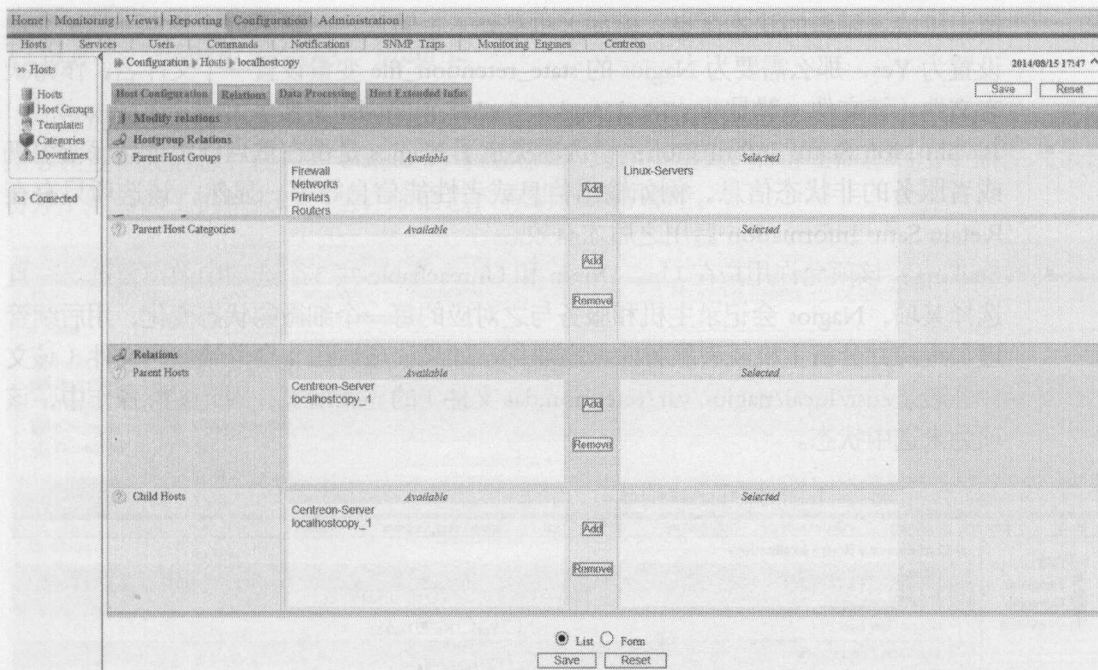 Home| Monitoring| Views| Reporting| Configuration| Administration|
Hosts | Services | Users | Commands | Notifications | SNMP Traps | Monitoring Engines | Centreon
» Hosts
Hosts
Host Groups
Templates
Categories
Downtimes
» Connected
Configuration Hosts localhostcopy
2014/08/15 17:47
Host Configuration Relations Data Processing Host Extended Infos
Save Reset
Modify relations
Hostgroup Relations
Parent Host Groups Available Selected
Firewall
Networks
Printers
Routers
Add
Linux-Servers
Parent Host Categories Available Selected
Add
Remove
Relations
Parent Hosts Available Selected
Centreon-Server
localhostcopy_1
Add
Remove
Child Hosts Available Selected
Centreon-Server
localhostcopy_1
Add
Remove
List Form
Save Reset